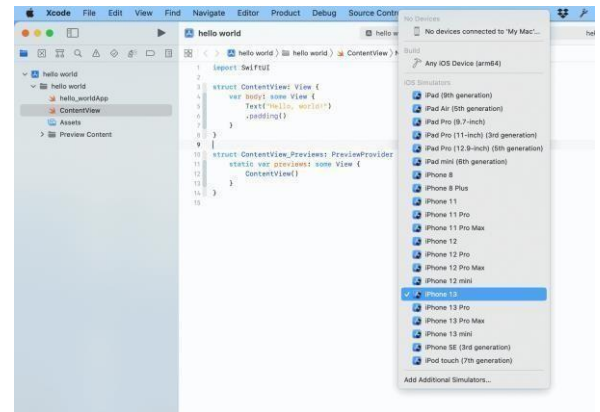 Xcode File Edit View Find Navigate Editor Product Debug Source Contr
hello world
hello w
hel
hello world
hello world
hello_worldApp
ContentView
Assets
Preview Content
hello world hello world ContentView
1 import SwiftUI
2
3 struct ContentView: View {
4 var body: some View {
5 Text("Hello, world!")
6 .padding()
7 }
8 }
9
10 struct ContentView_Previews: PreviewProvider
11 static var previews: some View {
12 ContentView()
13 }
14 }
15
No Devices
No devices connected to 'My Mac'...
Build
Any iOS Device (arm64)
iOS Simulators
iPad (9th generation)
iPad Air (5th generation)
iPad Pro (9.7-inch)
iPad Pro (11-inch) (3rd generation)
iPad Pro (12.9-inch) (5th generation)
iPad mini (6th generation)
iPhone 8
iPhone 8 Plus
iPhone 11
iPhone 11 Pro
iPhone 11 Pro Max
iPhone 12
iPhone 12 Pro
iPhone 12 Pro Max
iPhone 12 mini
iPhone 13
iPhone 13 Pro
iPhone 13 Pro Max
iPhone 13 mini
iPhone SE (3rd generation)
iPod touch (7th generation)
Add Additional Simulators...